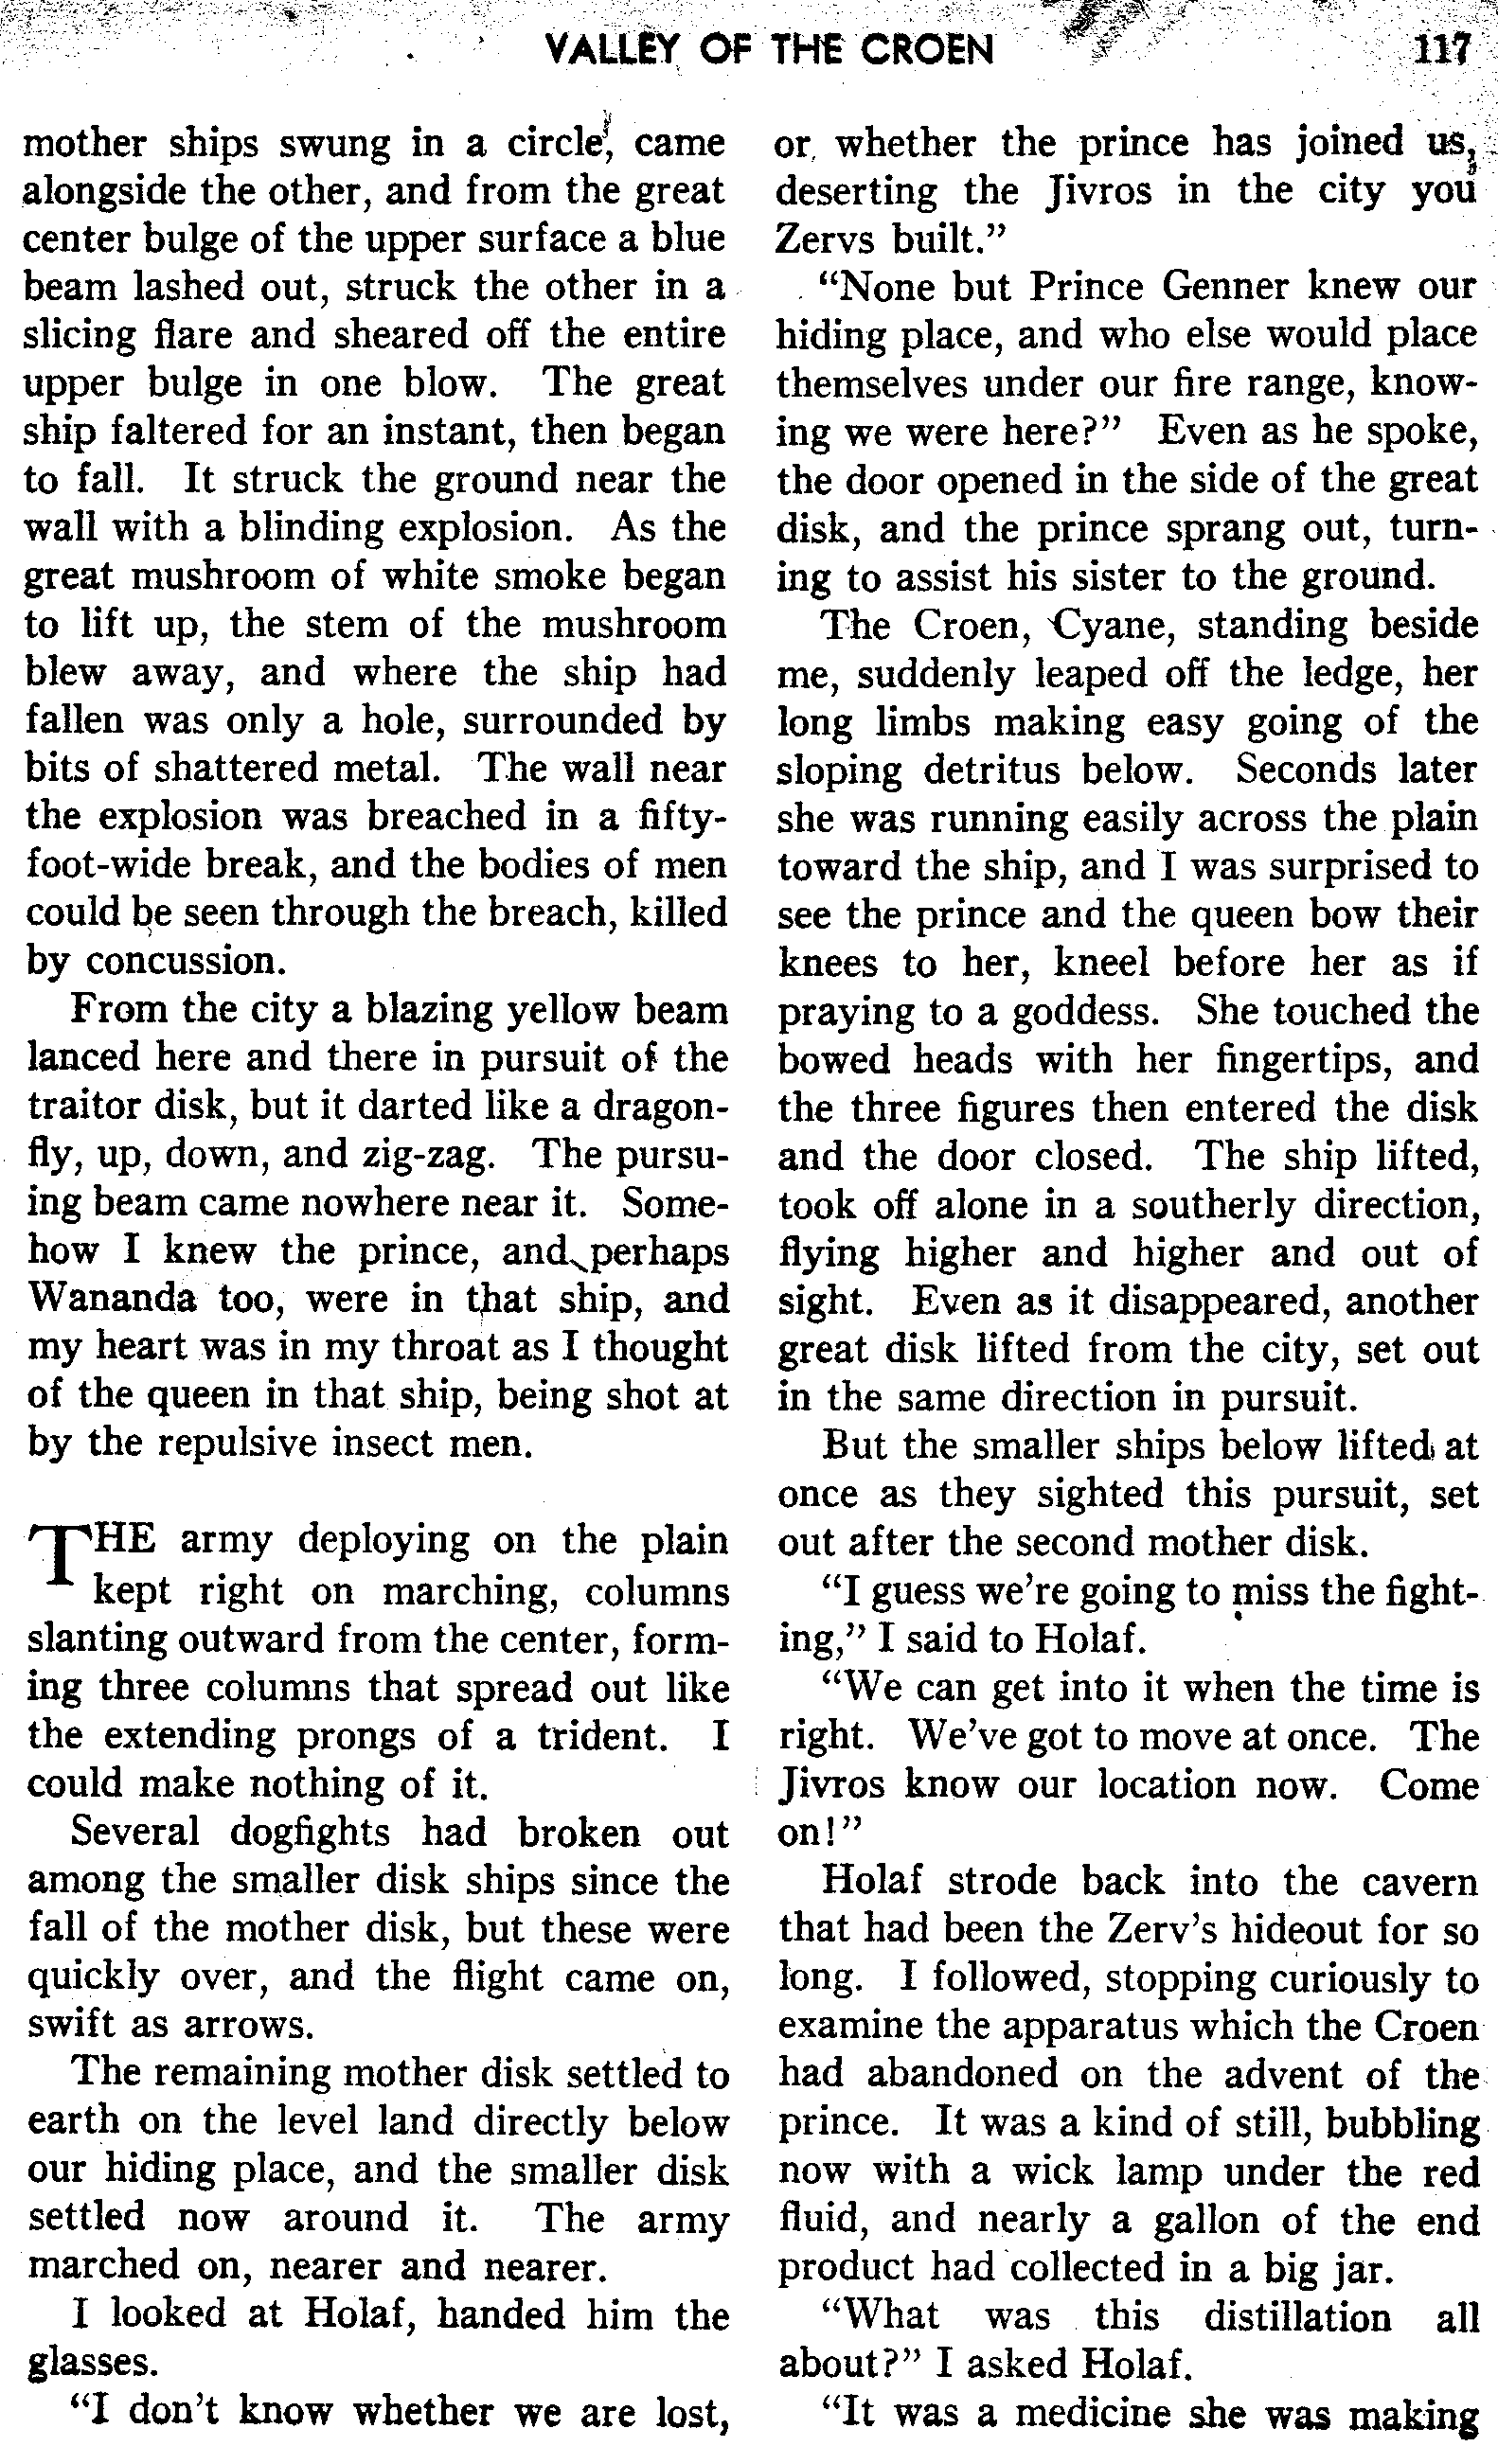 VALLEY OF THE CROEN 117
mother ships swung in a circle, came
alongside the other, and from the great
center bulge of the upper surface a blue
beam lashed out, struck the other in a
slicing flare and sheared off the entire
upper bulge in one blow. The great
ship faltered for an instant, then began
to fall. It struck the ground near the
wall with a blinding explosion. As the
great mushroom of white smoke began
to lift up, the stem of the mushroom
blew away, and where the ship had
fallen was only a hole, surrounded by
bits of shattered metal. The wall near
the explosion was breached in a fifty-
foot-wide break, and the bodies of men
could be seen through the breach, killed
by concussion.
From the city a blazing yellow beam
lanced here and there in pursuit of the
traitor disk, but it darted like a dragon-
fly, up, down, and zig-zag. The pursu-
ing beam came nowhere near it. Some-
how I knew the prince, and perhaps
Wananda too, were in that ship, and
my heart was in my throat as I thought
of the queen in that ship, being shot at
by the repulsive insect men.
THE army deploying on the plain
kept right on marching, columns
slanting outward from the center, form-
ing three columns that spread out like
the extending prongs of a trident. I
could make nothing of it.
Several dogfights had broken out
among the smaller disk ships since the
fall of the mother disk, but these were
quickly over, and the flight came on,
swift as arrows.
The remaining mother disk settled to
earth on the level land directly below
our hiding place, and the smaller disk
settled now around it. The army
marched on, nearer and nearer.
I looked at Holaf, handed him the
glasses.
"I don't know whether we are lost,
or whether the prince has joined us,
deserting the Jivros in the city you
Zervs built."
"None but Prince Genner knew our
hiding place, and who else would place
themselves under our fire range, know-
ing we were here?" Even as he spoke,
the door opened in the side of the great
disk, and the prince sprang out, turn-
ing to assist his sister to the ground.
The Croen, Cyane, standing beside
me, suddenly leaped off the ledge, her
long limbs making easy going of the
sloping detritus below. Seconds later
she was running easily across the plain
toward the ship, and I was surprised to
see the prince and the queen bow their
knees to her, kneel before her as if
praying to a goddess. She touched the
bowed heads with her fingertips, and
the three figures then entered the disk
and the door closed. The ship lifted,
took off alone in a southerly direction,
flying higher and higher and out of
sight. Even as it disappeared, another
great disk lifted from the city, set out
in the same direction in pursuit.
But the smaller ships below lifted at
once as they sighted this pursuit, set
out after the second mother disk.
"I guess we're going to miss the fight-
ing," I said to Holaf.
"We can get into it when the time is
right. We've got to move at once. The
Jivros know our location now. Come
on!"
Holaf strode back into the cavern
that had been the Zerv's hideout for so
long. I followed, stopping curiously to
examine the apparatus which the Croen
had abandoned on the advent of the
prince. It was a kind of still, bubbling
now with a wick lamp under the red
fluid, and nearly a gallon of the end
product had collected in a big jar.
"What was this distillation all
about?" I asked Holaf.
"It was a medicine she was making